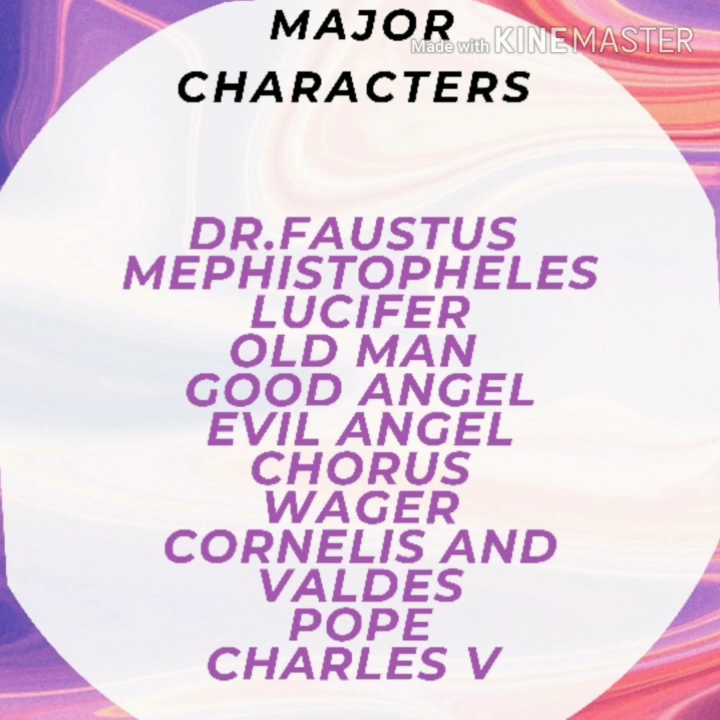 MAJOR
Made with KINEMASTER
CHARACTERS
DR.FAUSTUS
MEPHISTOPHELES
LUCIFER
OLD MAN
GOOD ANGEL
EVIL ANGEL
CHORUS
WAGER
CORNELIS AND
VALDES
POPE
CHARLES V